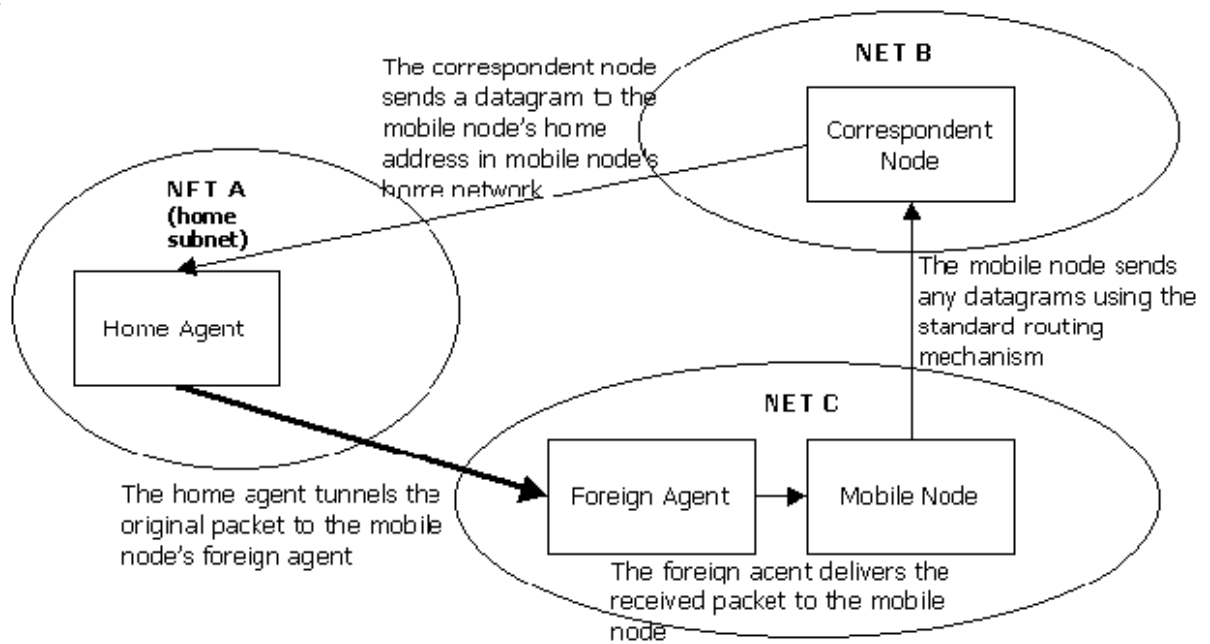 The correspondent node
sends a datagram to the
mobile node's home
address in mobile node's
home network
NET B
Correspondent
Node
NET A
(home
subnet)
Home Agent
The mobile node sends
any datagrams using the
standard routing
mechanism
NET C
Foreign Agent
Mobile Node
The home agent tunnels the
original packet to the mobile
node's foreign agent
The foreign acent delivers the
received packet to the mobile
node